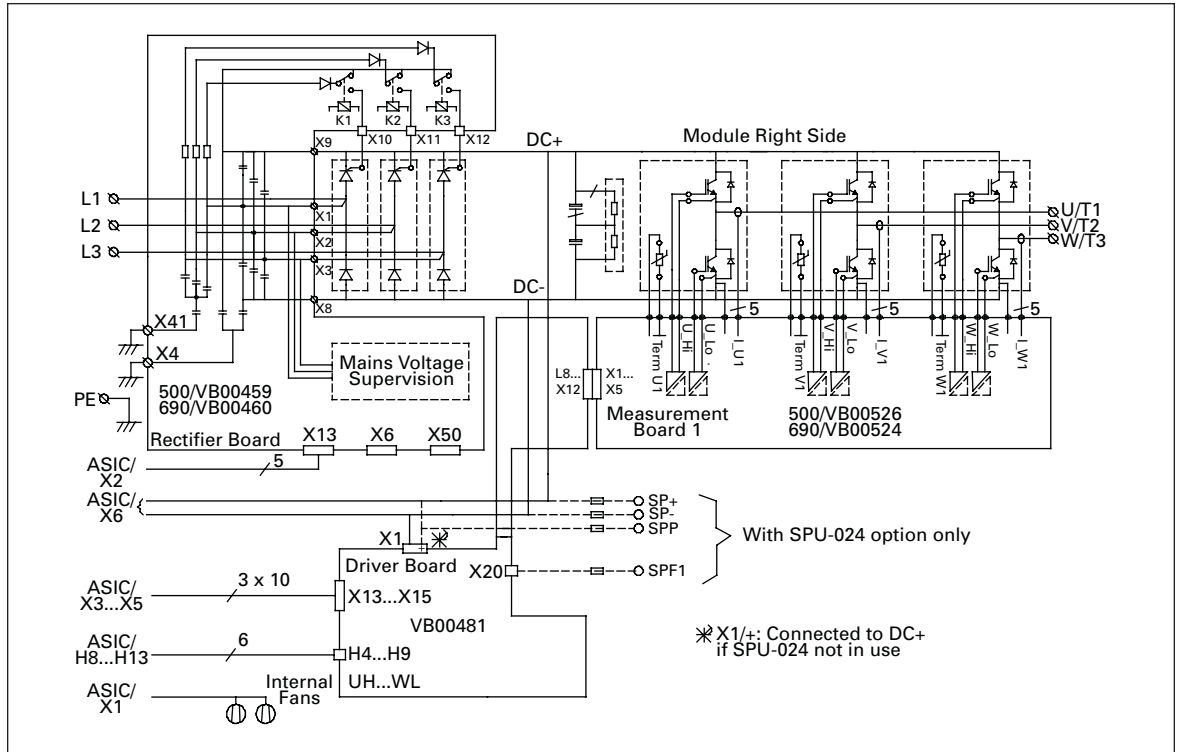 K1
K2
K3
X9
X10
X11
X12
DC+
Module Right Side
L1
L2
L3
X1
X2
X3
U/T1
V/T2
W/T3
X8
DC-
5
5
5
X41
X4
Term U1
U_Hi
U_Lo
I_U1
Term V1
V_Hi
V_Lo
I_V1
Term W1
W_Hi
W_Lo
I_W1
Mains Voltage
Supervision
L8...
X12
X1...
X5
500/VB00459
690/VB00460
PE
Measurement
Board 1
500/VB00526
690/VB00524
Rectifier Board
X13
X6
X50
ASIC/
X2
5
ASIC/
X6
SP+
SP-
SPP
With SPU-024 option only
X1
+
Driver Board
X20
SPF1
ASIC/
X3...X5
3 x 10
X13...X15
VB00481
X1/+: Connected to DC+
if SPU-024 not in use
ASIC/
H8...H13
6
H4...H9
UH...WL
ASIC/
X1
Internal
Fans